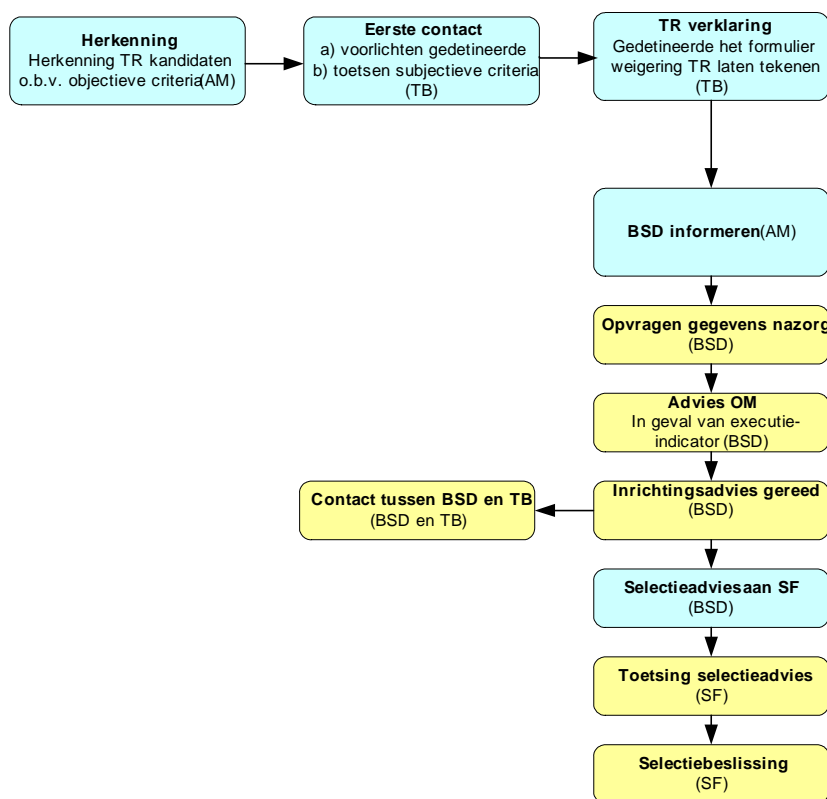 Herkenning
Herkenning TR kandidaten
o.b.v. objectieve criteria(AM)
Eerste contact
a) voorlichten gedetineerde
b) toetsen subjectieve criteria
(TB)
TR verklaring
Gedetineerde het formulier
weigering TR laten tekenen
(TB)
BSD informeren(AM)
Opvragen gegevens nazorg
(BSD)
Advies OM
In geval van executie-
indicator (BSD)
Inrichtingsadvies gereed
(BSD)
Contact tussen BSD en TB
(BSD en TB)
Selectieadviesaan SF
(BSD)
Toetsing selectieadvies
(SF)
Selectiebeslissing
(SF)